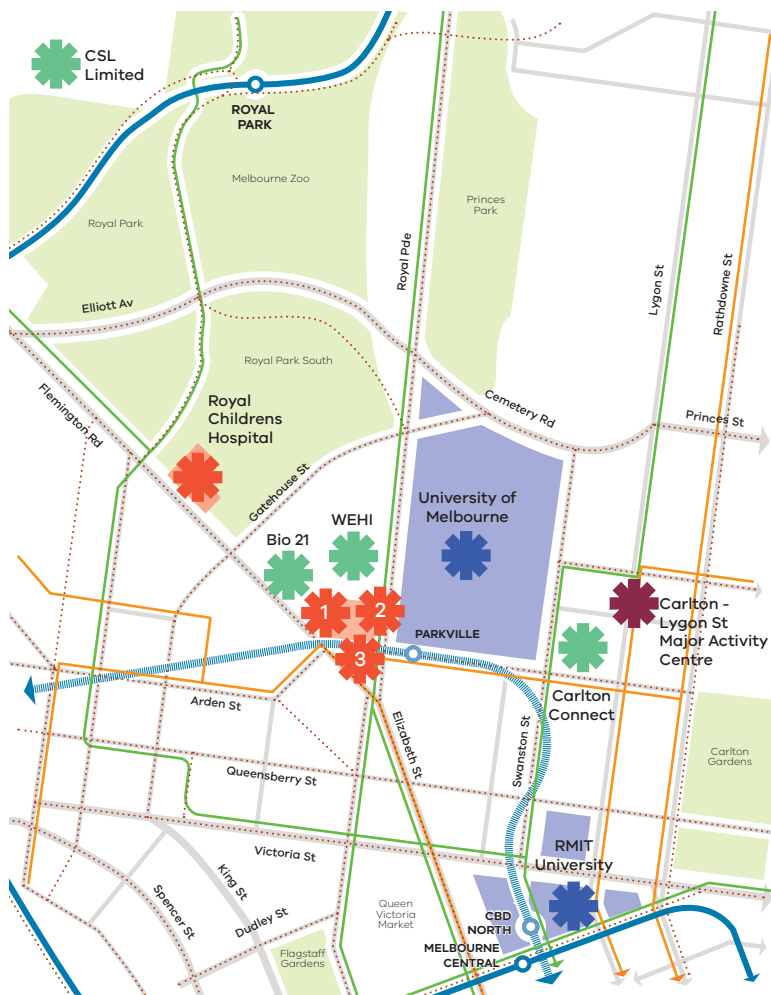 CSL
Limited
ROYAL
PARK
Melbourne Zoo
Royal Park
Princes
Park
Royal Pde
Lygon St
Rathdowne St
Elliott Av
Royal Park South
Flemington Rd
Royal
Childrens
Hospital
Cemetery Rd
Princes St
Gatehouse St
University of
Melbourne
WEHI
Bio 21
1
2
3
PARKVILLE
Carlton -
Lygon St
Major Activity
Centre
Carlton
Connect
Arden St
Elizabeth St
Swanston St
Carlton
Gardens
Queensberry St
Victoria St
RMIT
University
King St
Spencer St
Dudley St
Queen
Victoria
Market
CBD
NORTH
MELBOURNE
CENTRAL
Flagstaff
Gardens